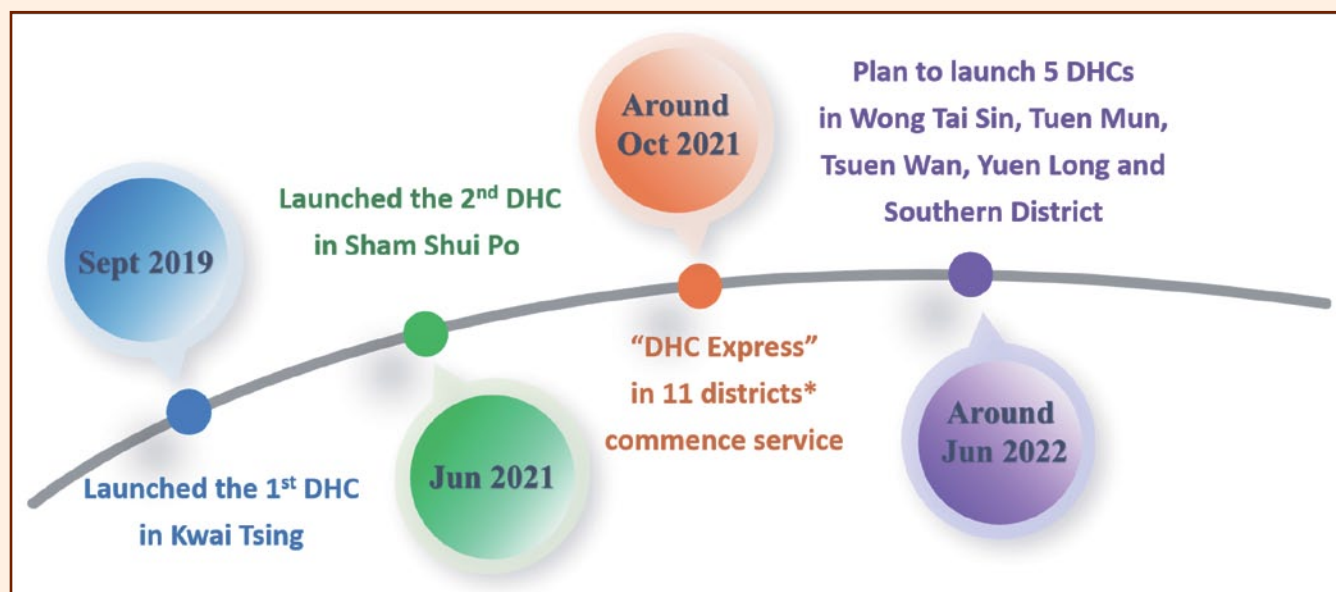 Sept 2019
Launched the 1st DHC
in Kwai Tsing
Launched the 2nd DHC
in Sham Shui Po
Jun 2021
Around
Oct 2021
“DHC Express”
in 11 districts*
commence service
Plan to launch 5 DHCs
in Wong Tai Sin, Tuen Mun,
Tsuen Wan, Yuen Long and
Southern District
Around
Jun 2022